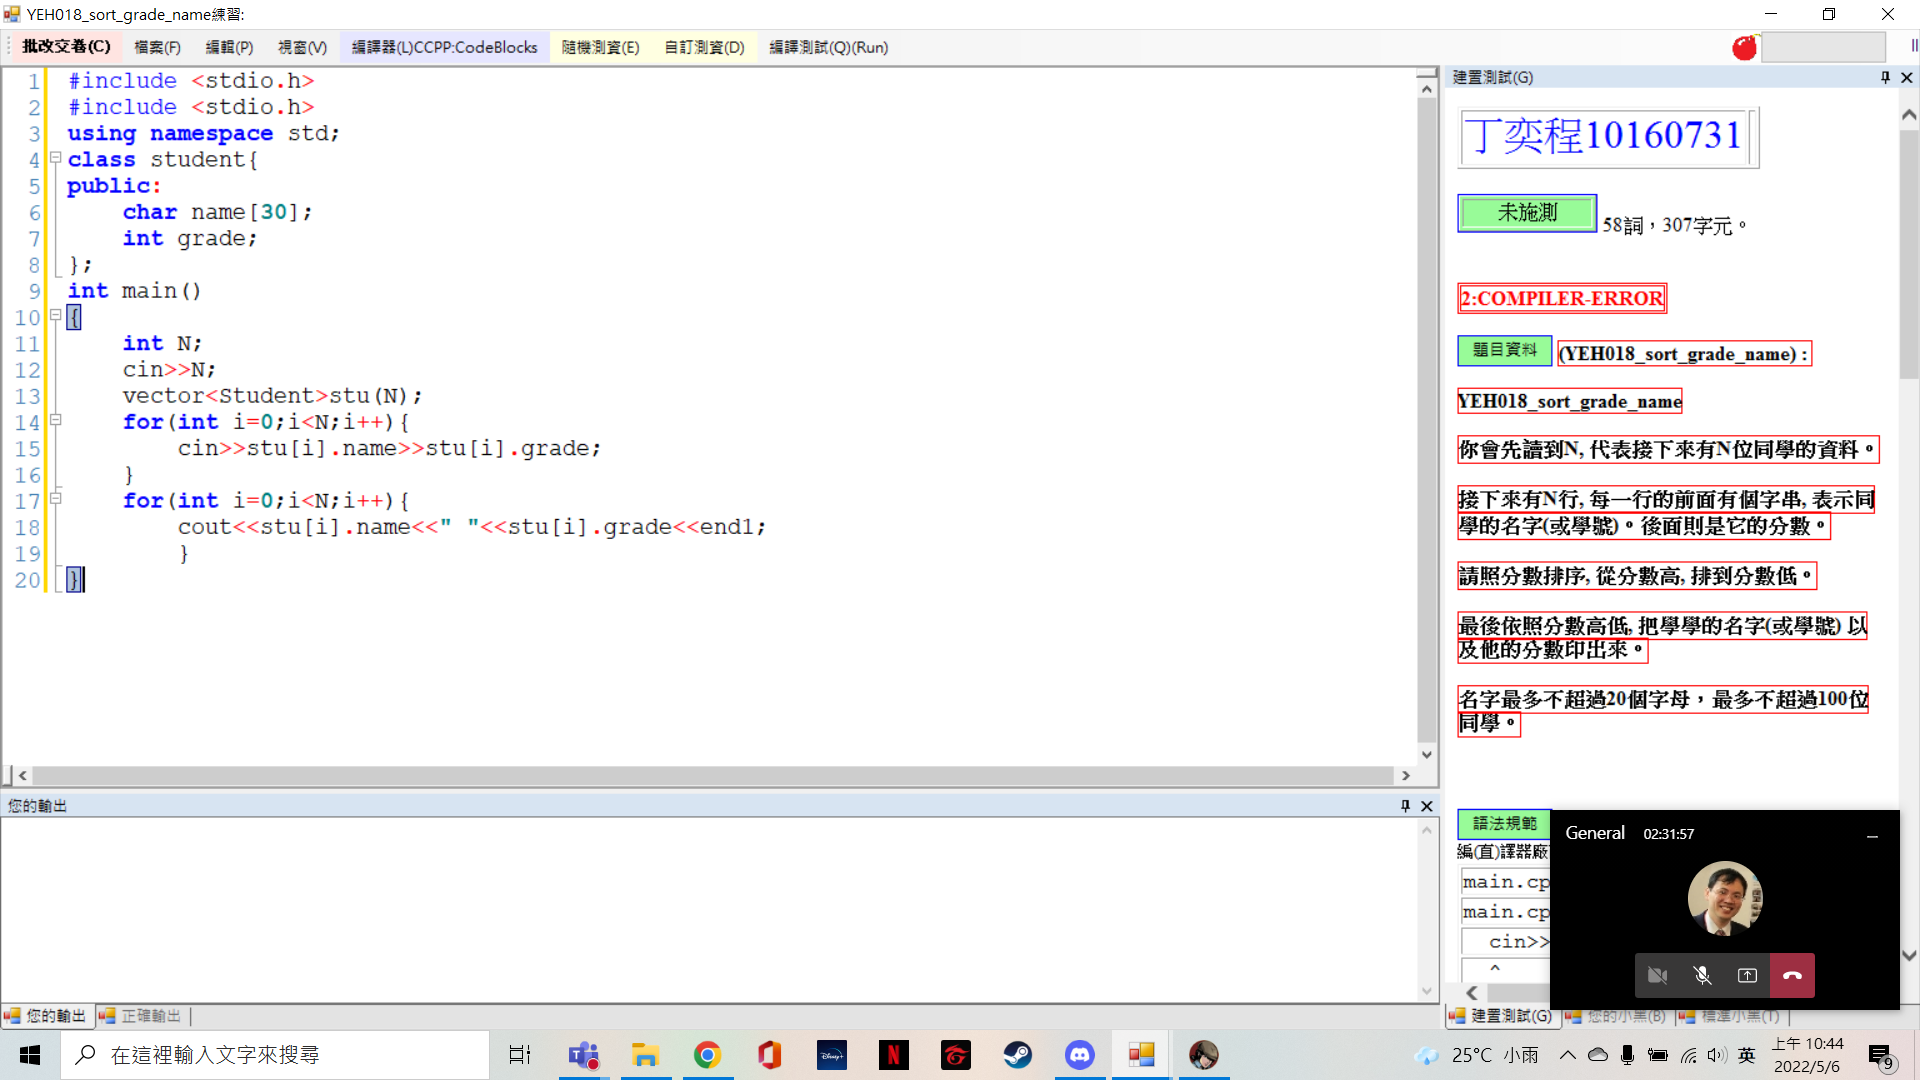 YEH018_sort_grade_name練習:
批改交卷(C) 檔案(F) 編輯(P) 視窗(V) 編譯器(L)CCPP:CodeBlocks 隨機測資(E) 自訂測資(D) 編譯測試(Q)(Run)
1 #include <stdio.h>
2 #include <stdio.h>
3 using namespace std;
4 class student{
5 public:
6 char name[30];
7 int grade;
8 };
9 int main()
10 {
11 int N;
12 cin>>N;
13 vector<Student>stu(N);
14 for(int i=0;i<N;i++){
15 cin>>stu[i].name>>stu[i].grade;
16 }
17 for(int i=0;i<N;i++){
18 cout<<stu[i].name<<" "<<stu[i].grade<<end1;
19 }
20 }
您的輸出
您的輸出 正確輸出
建置測試(G)
丁奕程10160731
未施測 58詞，307字元。
2:COMPILER-ERROR
題目資料 (YEH018_sort_grade_name) :
YEH018_sort_grade_name
你會先讀到N, 代表接下來有N位同學的資料。
接下來有N行, 每一行的前面有個字串, 表示同
學的名字(或學號)。後面則是它的分數。
請照分數排序, 從分數高, 排到分數低。
最後依照分數高低, 把學學的名字(或學號) 以
及他的分數印出來。
名字最多不超過20個字母，最多不超過100位
同學。
語法規範
編(直)譯器廠
main.cp
main.cp
cin>>
^
General 02:31:57
建置測試(G) 您的小黑(B) 標準小黑(T)
在這裡輸入文字來搜尋
Disney+
N
25°C 小雨
英
上午 10:44
2022/5/6
9